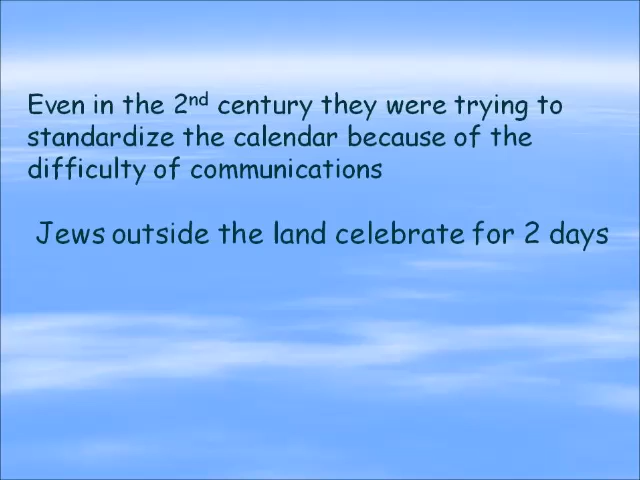 Even in the 2nd century they were trying to
standardize the calendar because of the
difficulty of communications
Jews outside the land celebrate for 2 days